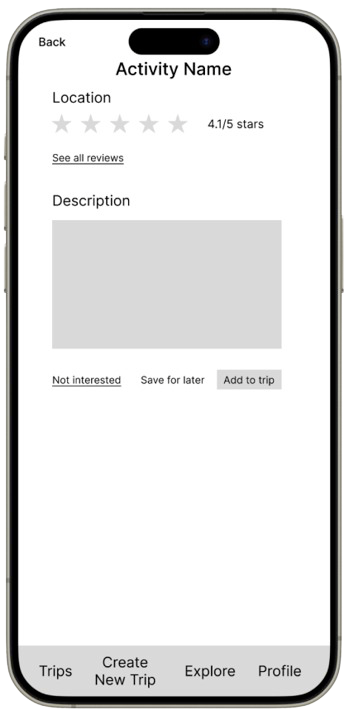 Back
Activity Name
Location
4.1/5 stars
See all reviews
Description
Not interested Save for later Add to trip
Trips Create New Trip Explore Profile